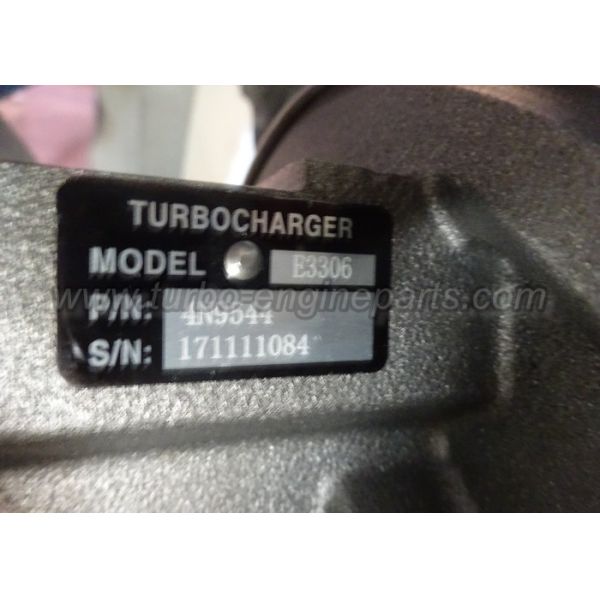 TURBOCHARGER
MODEL E3306
www.turbo-engineparts.com
P/N: 4N9544
S/N: 171111084